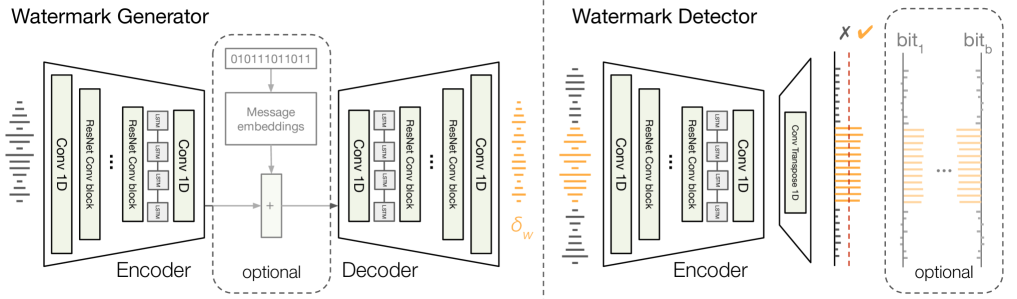 Watermark Generator
Conv 1D
ResNet Conv block
...
ResNet Conv block
LSTM
LSTM
LSTM
LSTM
Conv 1D
Encoder
010111011011
Message
embeddings
+
optional
Conv 1D
LSTM
LSTM
LSTM
LSTM
ResNet Conv block
...
ResNet Conv block
Conv 1D
Decoder
δw
Watermark Detector
Conv 1D
ResNet Conv block
...
ResNet Conv block
LSTM
LSTM
LSTM
LSTM
Conv 1D
Encoder
Conv Transpose 1D
✗ ✓
bit1
bitb
...
optional